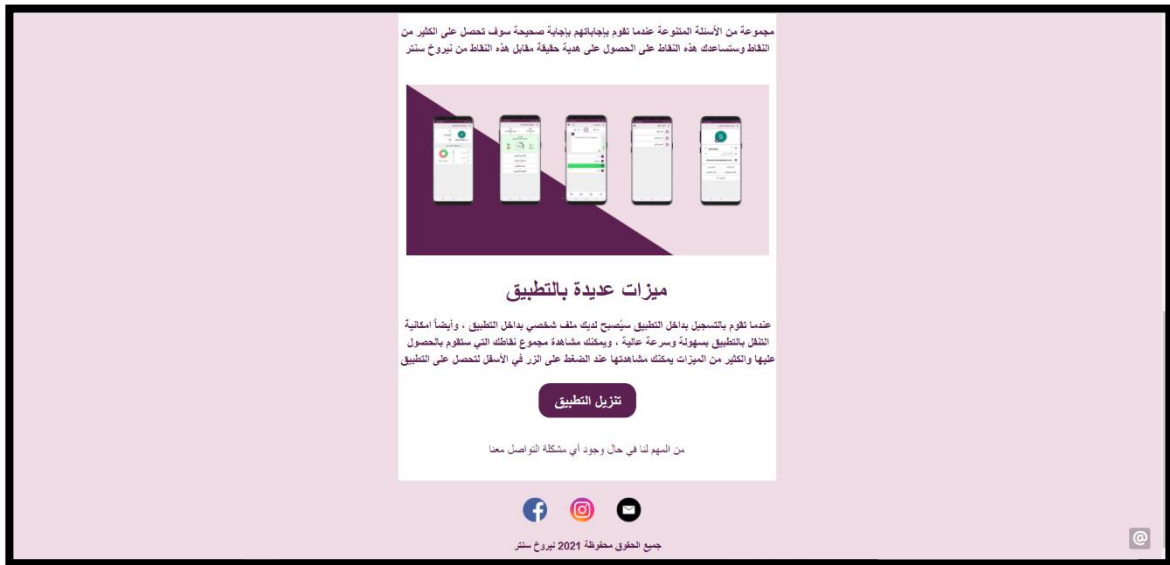 مجموعة من الأسئلة المتنوعة عندما تقوم بإجاباتهم بإجابة صحيحة سوف تحصل على الكثير من
النقاط وستساعدك هذه النقاط على الحصول على هدية حقيقة مقابل هذه النقاط من نيروخ سنتر
ميزات عديدة بالتطبيق
عندما تقوم بالتسجيل بداخل التطبيق سيُصبح لديك ملف شخصي بداخل التطبيق ، وأيضاً امكانية
التنقل بالتطبيق بسهولة وسرعة عالية ، ويمكنك مشاهدة مجموع نقاطك التي ستقوم بالحصول
عليها والكثير من الميزات يمكنك مشاهدتها عند الضغط على الزر في الأسفل لتحصل على التطبيق
تنزيل التطبيق
من المهم لنا في حال وجود أي مشكلة التواصل معنا
جميع الحقوق محفوظة 2021 نيروخ سنتر
@